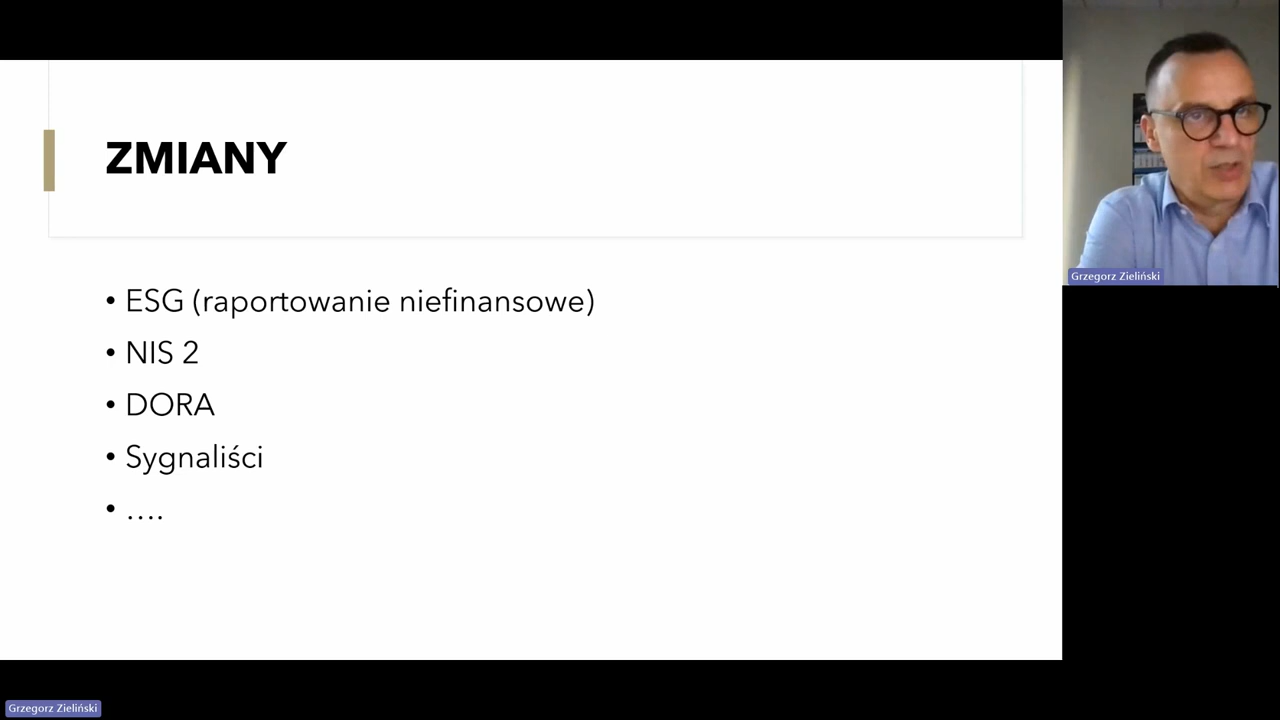 ZMIANY
• ESG (raportowanie niefinansowe)
• NIS 2
• DORA
• Sygnaliści
• ....
Grzegorz Zieliński
Grzegorz Zieliński